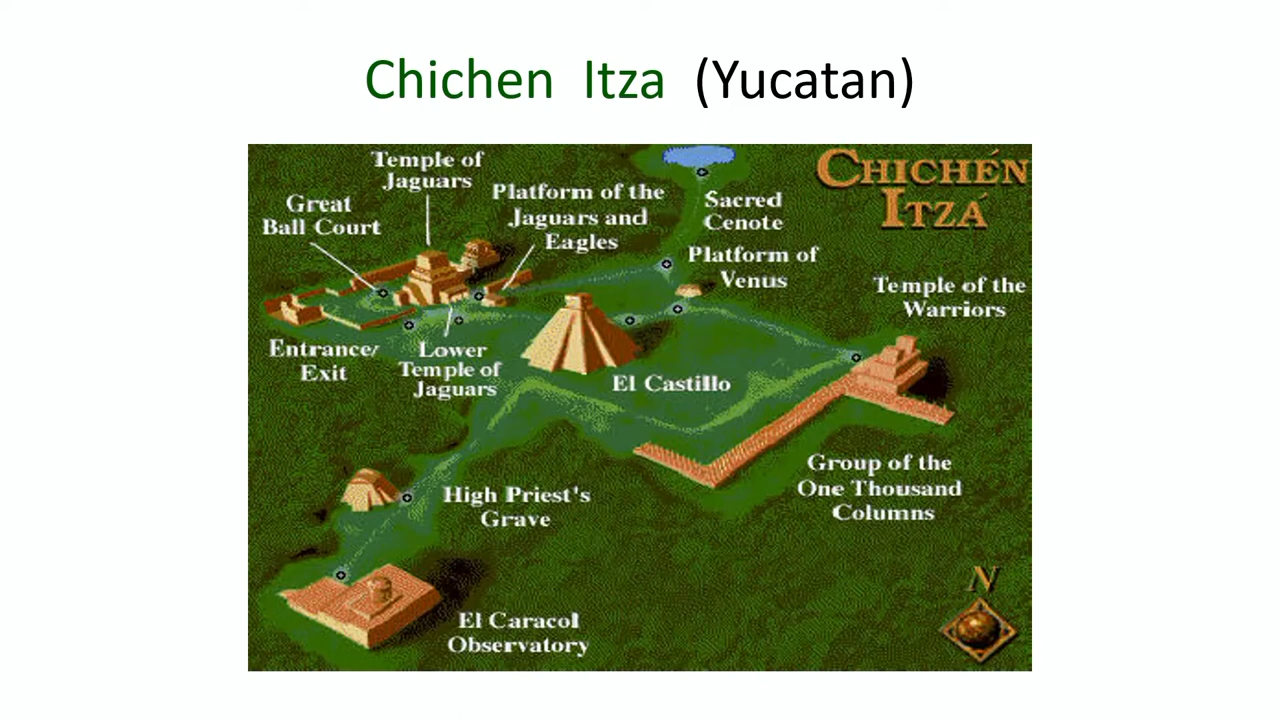 Chichen Itza (Yucatan)
Temple of
Jaguars
Great
Ball Court
Platform of the
Jaguars and
Eagles
Sacred
Cenote
CHICHÉN
ITZÁ
Platform of
Venus
Temple of the
Warriors
Entrance/
Exit
Lower
Temple of
Jaguars
El Castillo
Group of the
One Thousand
Columns
High Priest's
Grave
El Caracol
Observatory
N